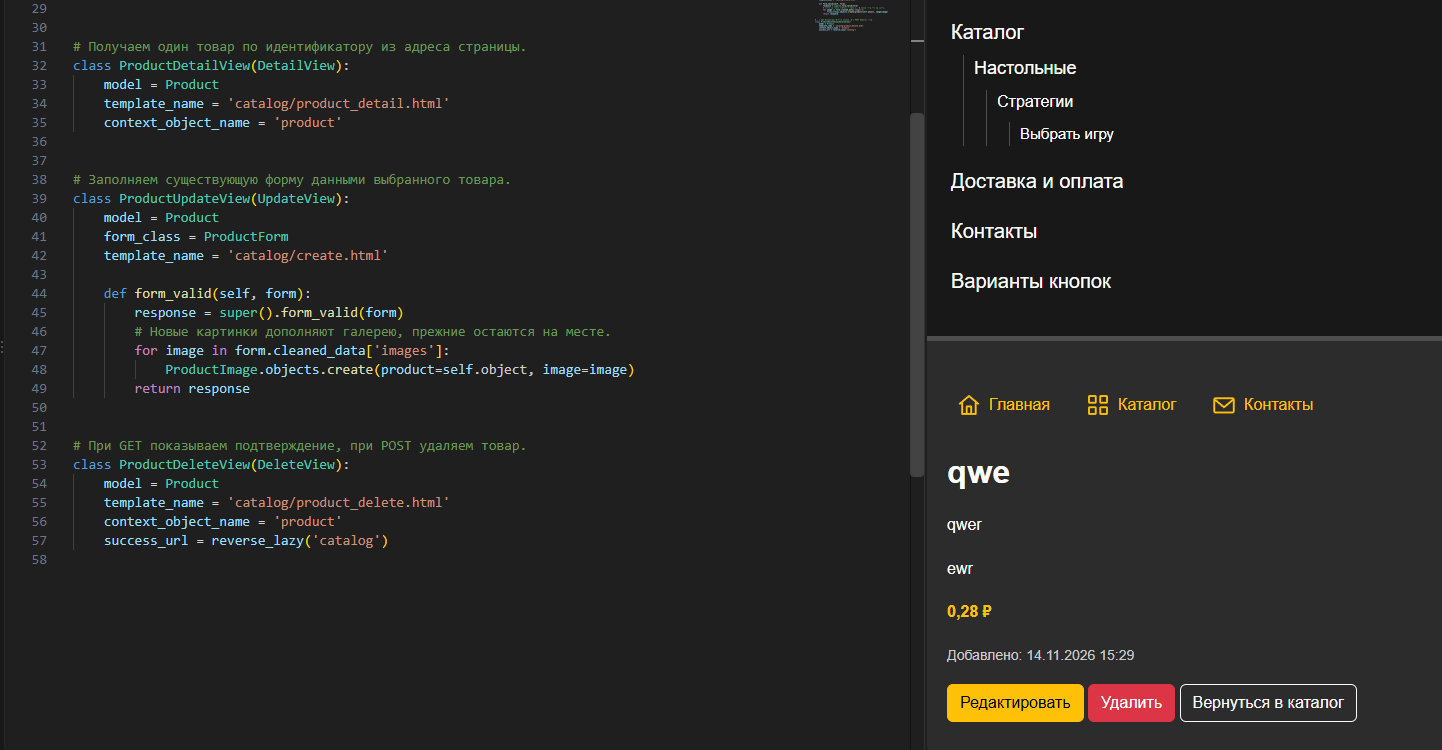 29
30
31 # Получаем один товар по идентификатору из адреса страницы.
32 class ProductDetailView(DetailView):
33 model = Product
34 template_name = 'catalog/product_detail.html'
35 context_object_name = 'product'
36
37
38 # Заполняем существующую форму данными выбранного товара.
39 class ProductUpdateView(UpdateView):
40 model = Product
41 form_class = ProductForm
42 template_name = 'catalog/create.html'
43
44 def form_valid(self, form):
45 response = super().form_valid(form)
46 # Новые картинки дополняют галерею, прежние остаются на месте.
47 for image in form.cleaned_data['images']:
48 ProductImage.objects.create(product=self.object, image=image)
49 return response
50
51
52 # При GET показываем подтверждение, при POST удаляем товар.
53 class ProductDeleteView(DeleteView):
54 model = Product
55 template_name = 'catalog/product_delete.html'
56 context_object_name = 'product'
57 success_url = reverse_lazy('catalog')
58
Каталог
Настольные
Стратегии
Выбрать игру
Доставка и оплата
Контакты
Варианты кнопок
Главная Каталог Контакты
qwe
qwer
ewr
0,28 ₽
Добавлено: 14.11.2026 15:29
Редактировать Удалить Вернуться в каталог